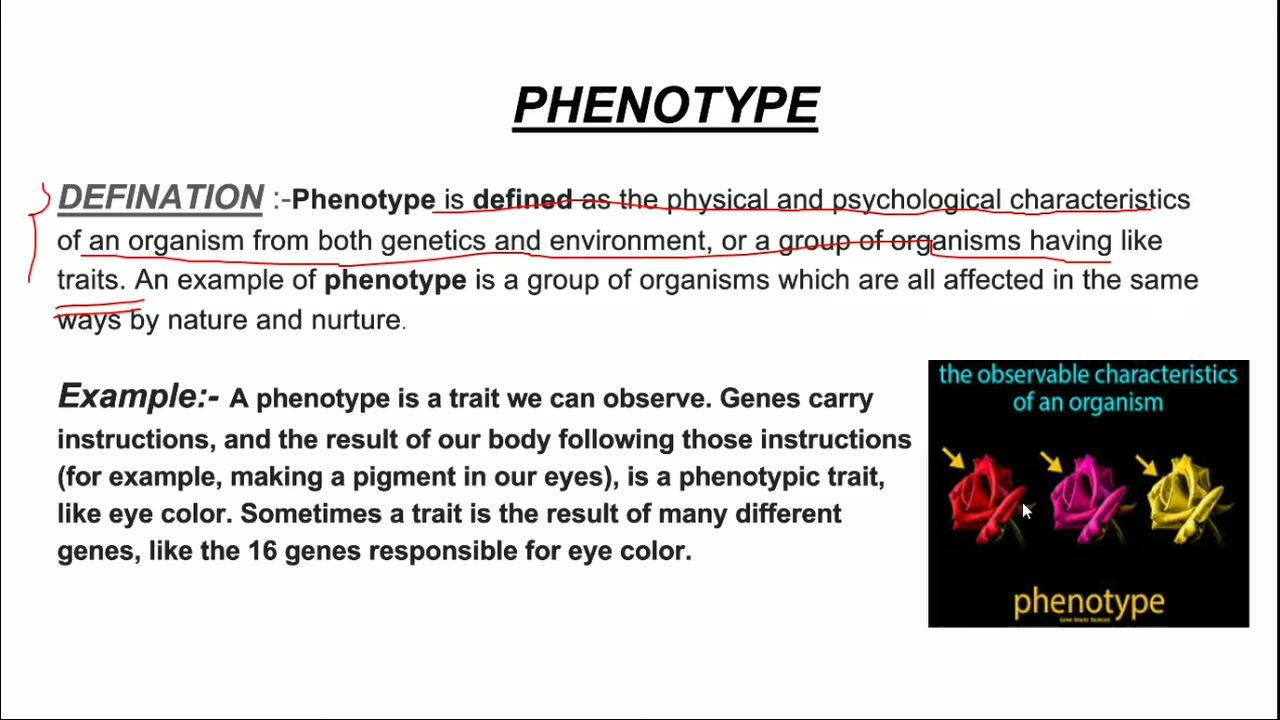 PHENOTYPE
DEFINATION :-Phenotype is defined as the physical and psychological characteristics
of an organism from both genetics and environment, or a group of organisms having like
traits. An example of phenotype is a group of organisms which are all affected in the same
ways by nature and nurture.
Example:- A phenotype is a trait we can observe. Genes carry
instructions, and the result of our body following those instructions
(for example, making a pigment in our eyes), is a phenotypic trait,
like eye color. Sometimes a trait is the result of many different
genes, like the 16 genes responsible for eye color.
the observable characteristics
of an organism
phenotype